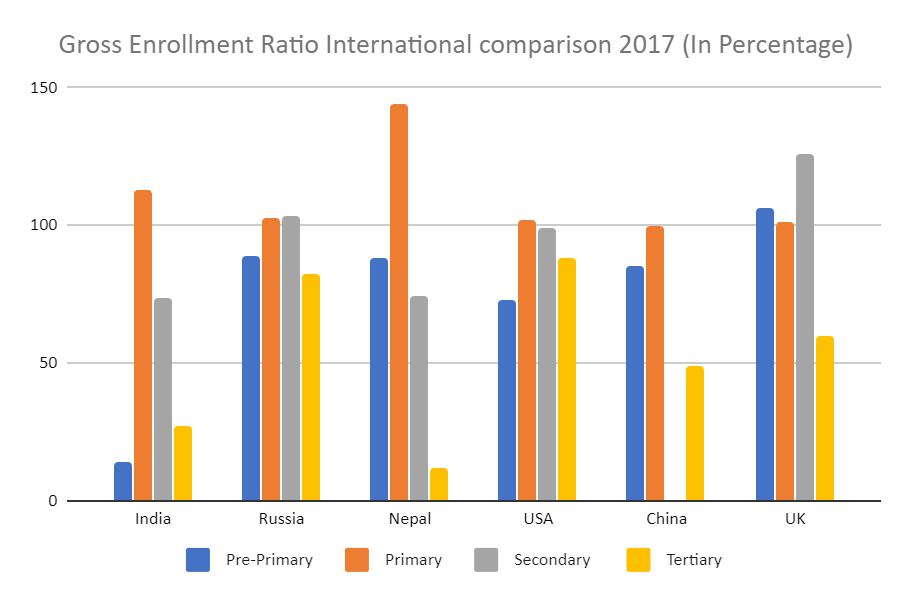 Gross Enrollment Ratio International comparison 2017 (In Percentage)
150
100
50
0
India Russia Nepal USA China UK
Pre-Primary Primary Secondary Tertiary